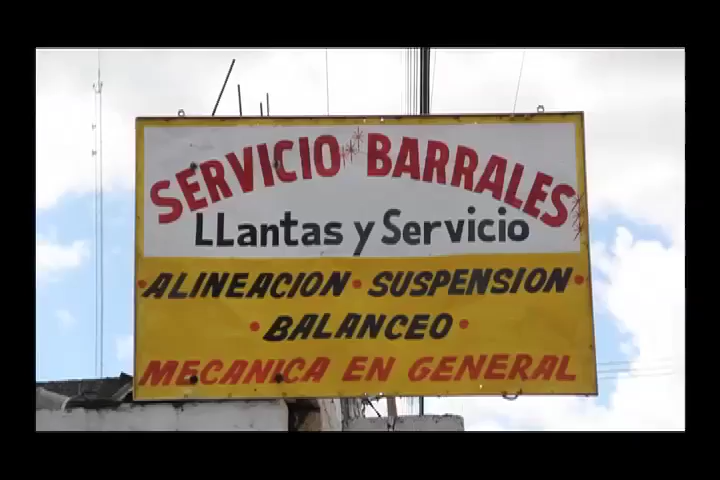 SERVICIO BARRALES
LLantas y Servicio
ALINEACION • SUSPENSION
BALANCEO
MECANICA EN GENERAL